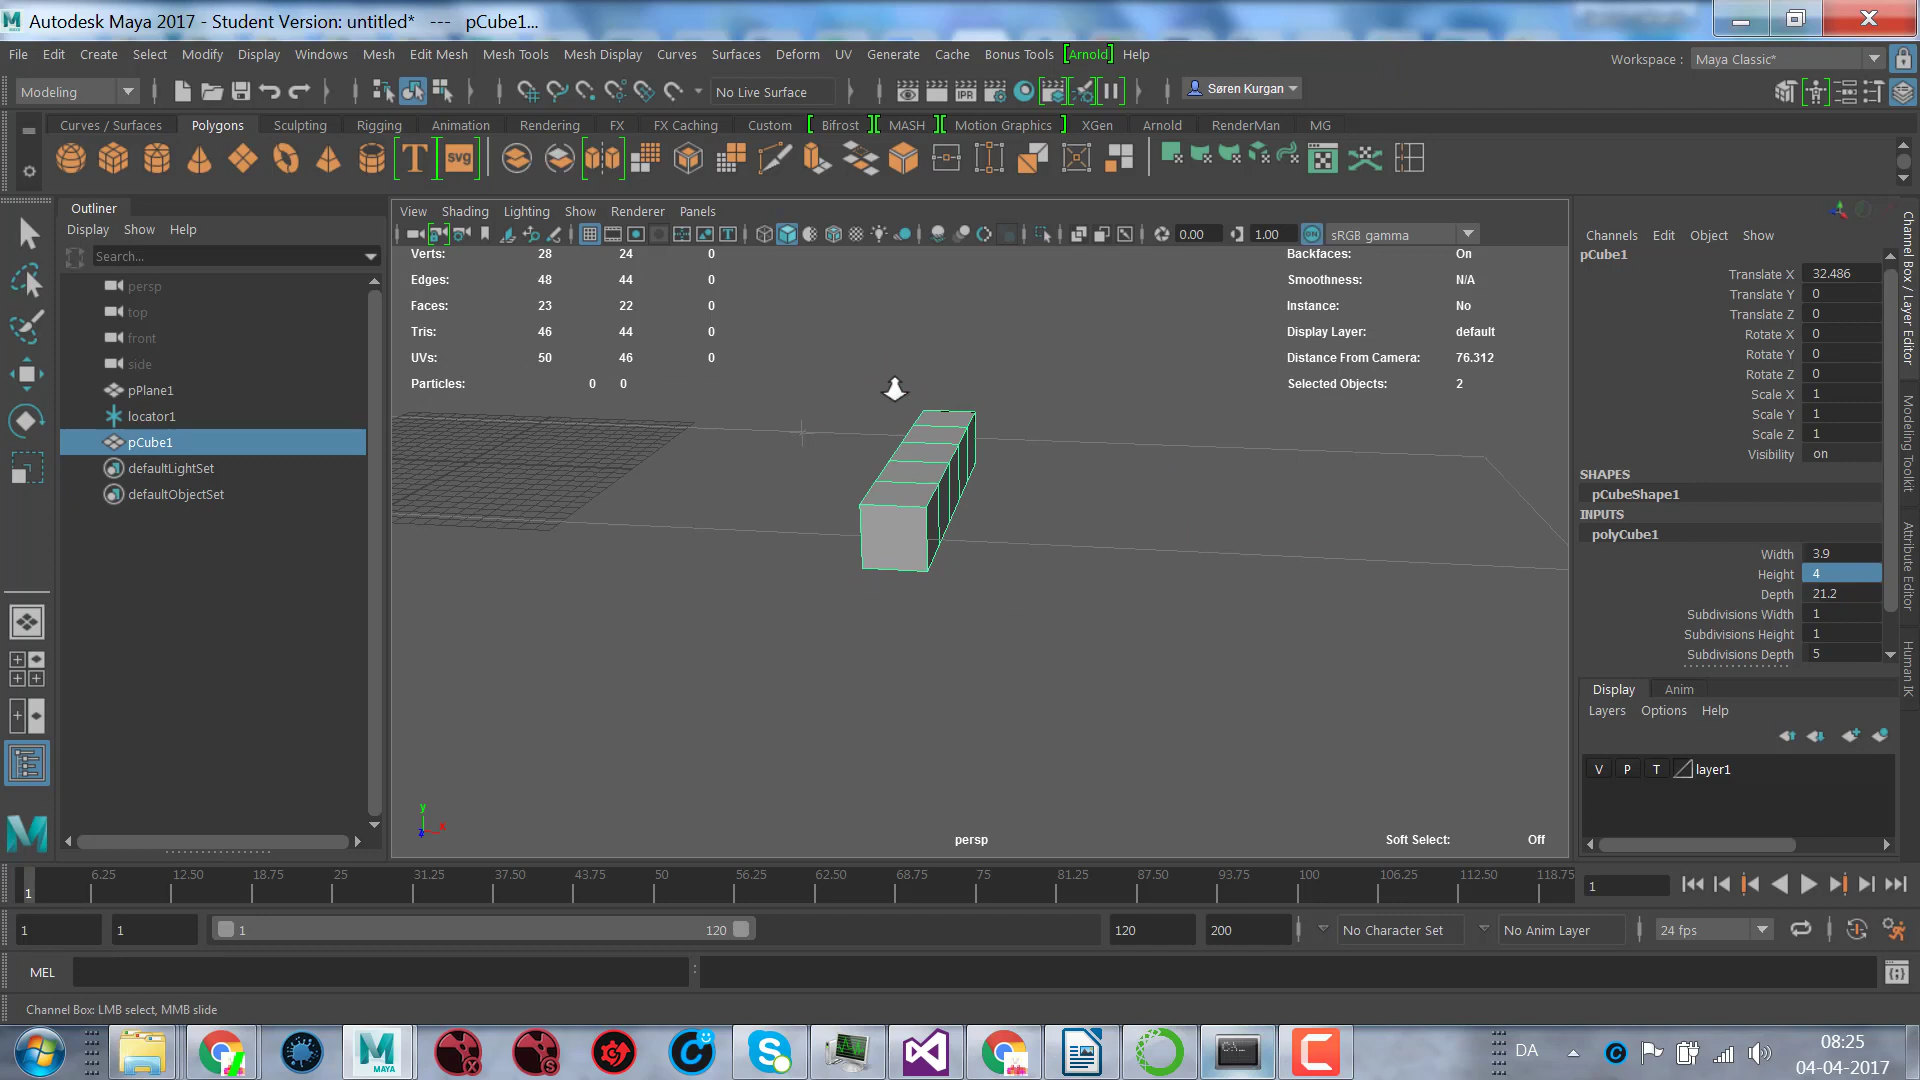 Autodesk Maya 2017 - Student Version: untitled*   ---   pCube1...
File Edit Create Select Modify Display Windows Mesh Edit Mesh Mesh Tools Mesh Display Curves Surfaces Deform UV Generate Cache Bonus Tools [Arnold] Help
Workspace : Maya Classic*
Modeling
No Live Surface
IPR
Søren Kurgan
Curves / Surfaces Polygons Sculpting Rigging Animation Rendering FX FX Caching Custom Bifrost MASH Motion Graphics XGen Arnold RenderMan MG
T
SVG
Outliner
Display Show Help
Search...
persp
top
front
side
pPlane1
locator1
pCube1
defaultLightSet
defaultObjectSet
View Shading Lighting Show Renderer Panels
0.00
1.00
ON
sRGB gamma
Verts: 28 24 0
Edges: 48 44 0
Faces: 23 22 0
Tris: 46 44 0
UVs: 50 46 0
Particles: 0 0
Backfaces: On
Smoothness: N/A
Instance: No
Display Layer: default
Distance From Camera: 76.312
Selected Objects: 2
y
z
x
persp
Soft Select: Off
Channels Edit Object Show
pCube1
Translate X 32.486
Translate Y 0
Translate Z 0
Rotate X 0
Rotate Y 0
Rotate Z 0
Scale X 1
Scale Y 1
Scale Z 1
Visibility on
SHAPES
pCubeShape1
INPUTS
polyCube1
Width 3.9
Height 4
Depth 21.2
Subdivisions Width 1
Subdivisions Height 1
Subdivisions Depth 5
Channel Box / Layer Editor
Modeling Toolkit
Attribute Editor
Human IK
Display Anim
Layers Options Help
V P T layer1
1 6.25 12.50 18.75 25 31.25 37.50 43.75 50 56.25 62.50 68.75 75 81.25 87.50 93.75 100 106.25 112.50 118.75
1
1 1 1 120 120 200
No Character Set
No Anim Layer
24 fps
MEL
Channel Box: LMB select, MMB slide
MAYA
DA
08:25
04-04-2017